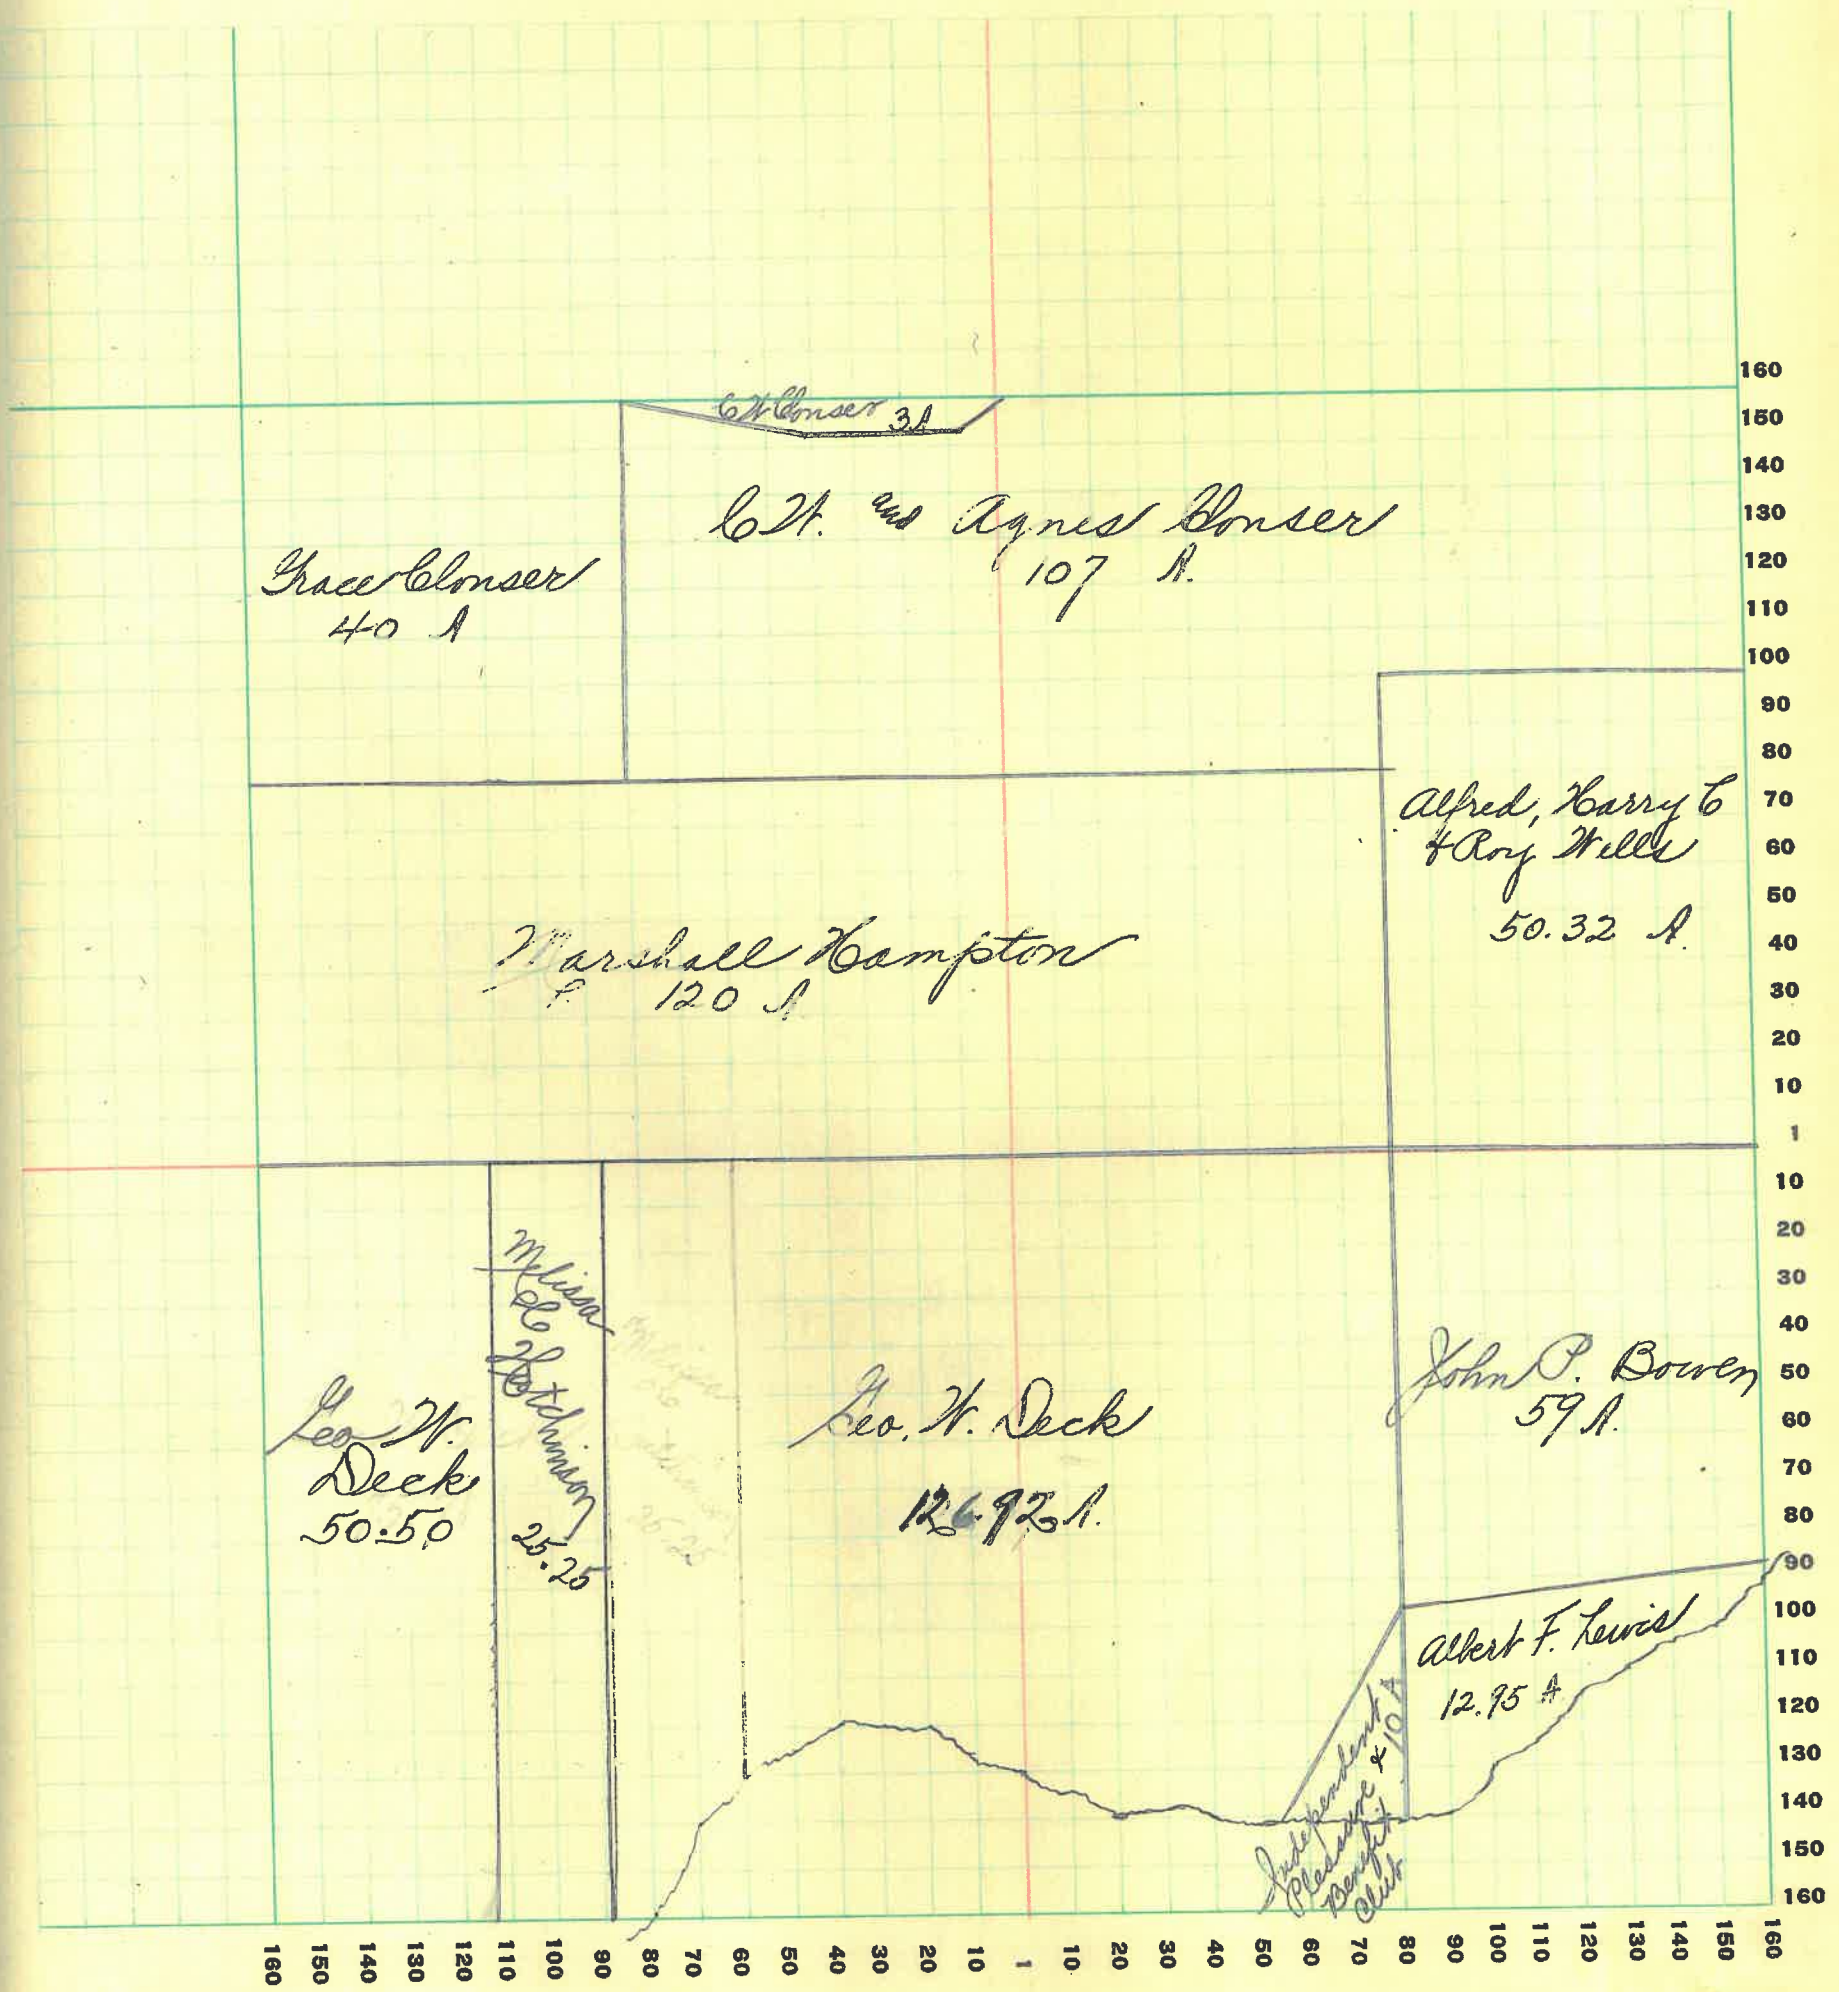 160
150
140
130
120
110
100
90
80
70
60
50
40
30
20
10
1
10
20
30
40
50
60
70
80
90
100
110
120
130
140
150
160
C W Clonser 3 A
C W. and Agnes Clonser
107 A.
Grace Clonser
40 A
Alfred, Harry C
& Roy Wells
50.32 A.
Marshall Hampton
120 A
Melissa
Hotchinson
25.25
Geo W.
Deck
50.50
Geo. W. Deck
126.92 A.
John P. Bowen
59 A.
Albert F. Lewis
12.95 A
Independent
Pleasure &
Benefit
Club
10 A
25.25
160 150 140 130 120 110 100 90 80 70 60 50 40 30 20 10 1 10 20 30 40 50 60 70 80 90 100 110 120 130 140 150 160